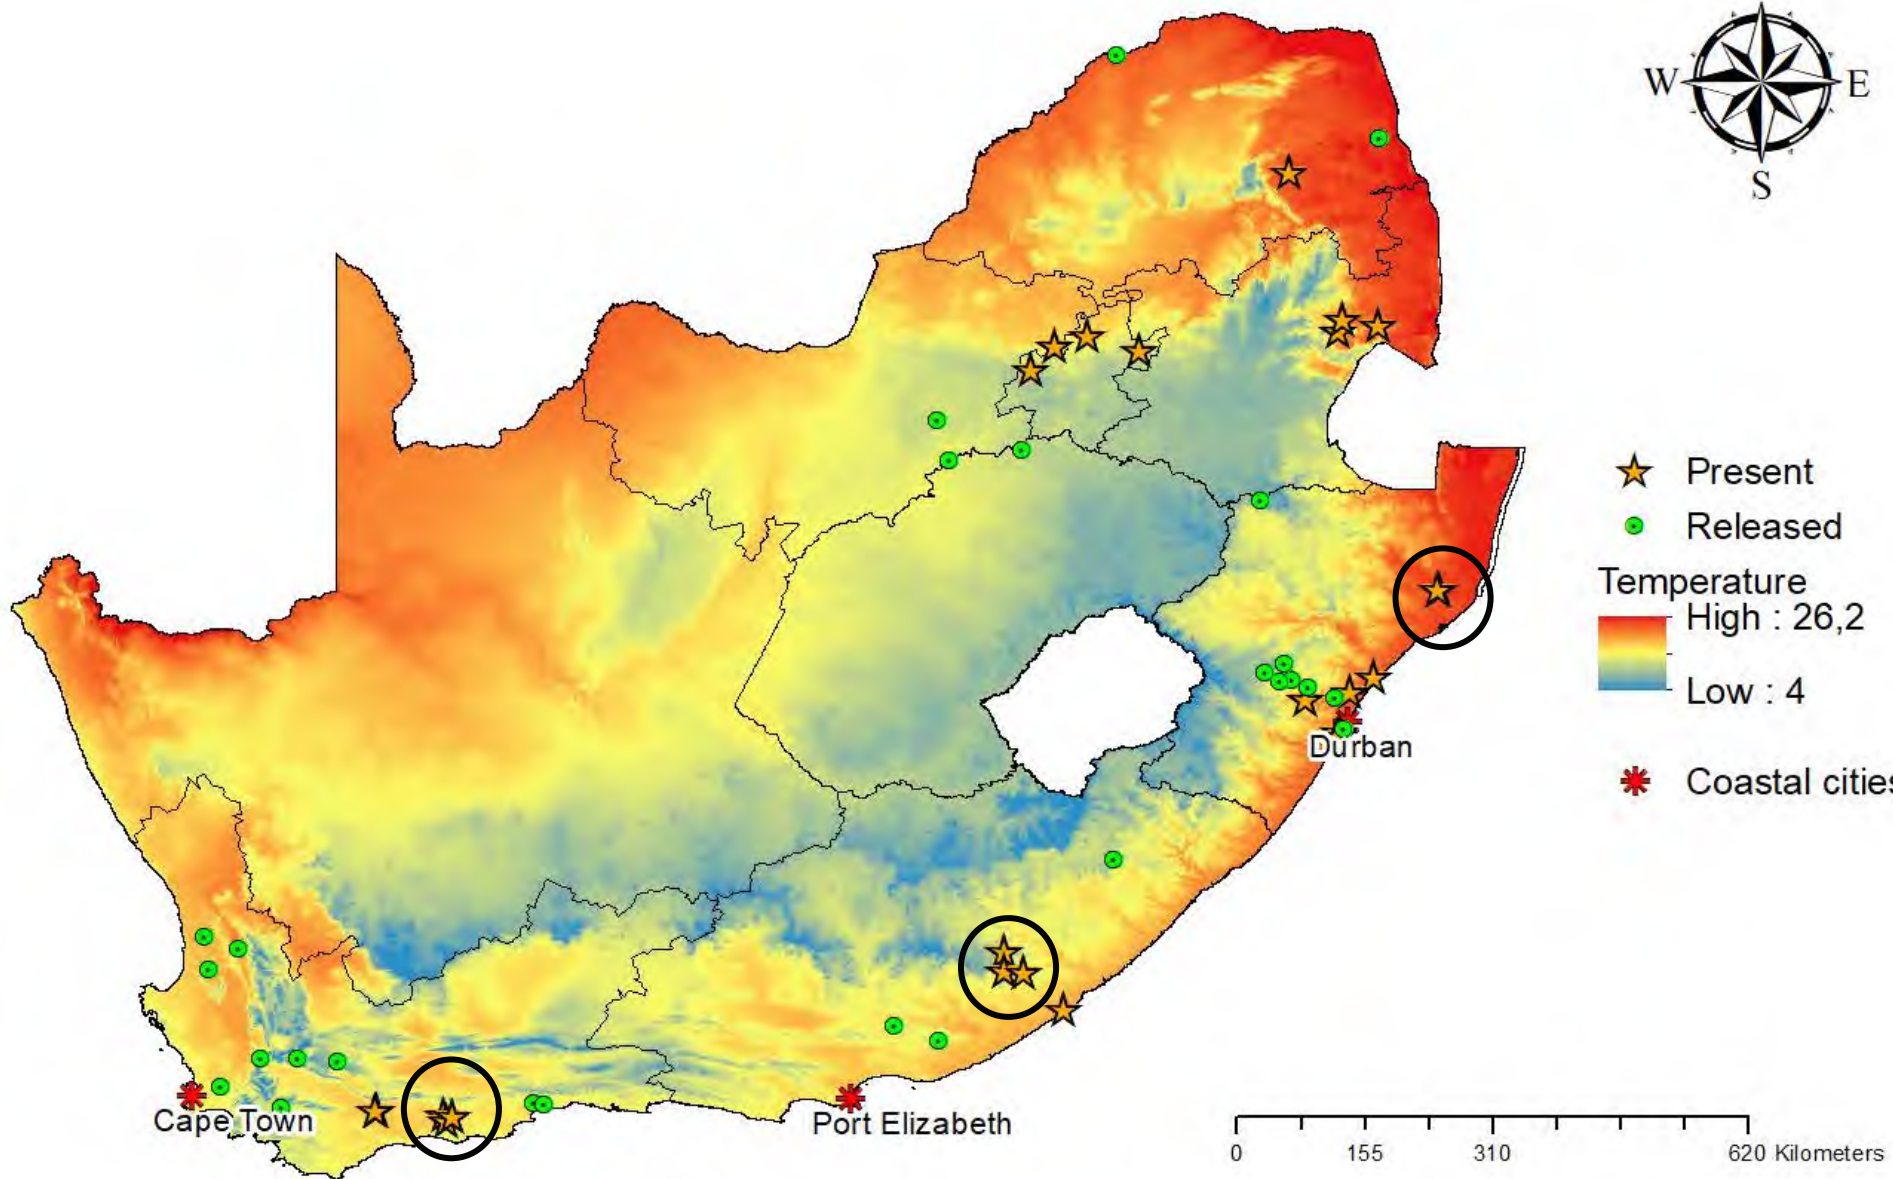 W E
S
Present
Released
Temperature
High : 26,2
Low : 4
Durban
Coastal cities
Cape Town
Port Elizabeth
0 155 310 620 Kilometers